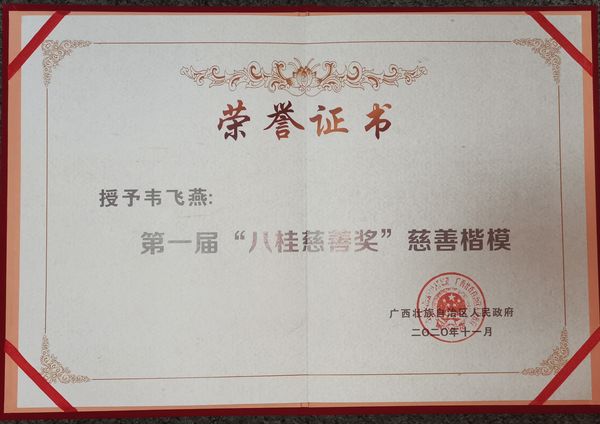 荣誉证书
授予韦飞燕:
第一届“八桂慈善奖”慈善楷模
广西壮族自治区人民政府
二〇二〇年十一月